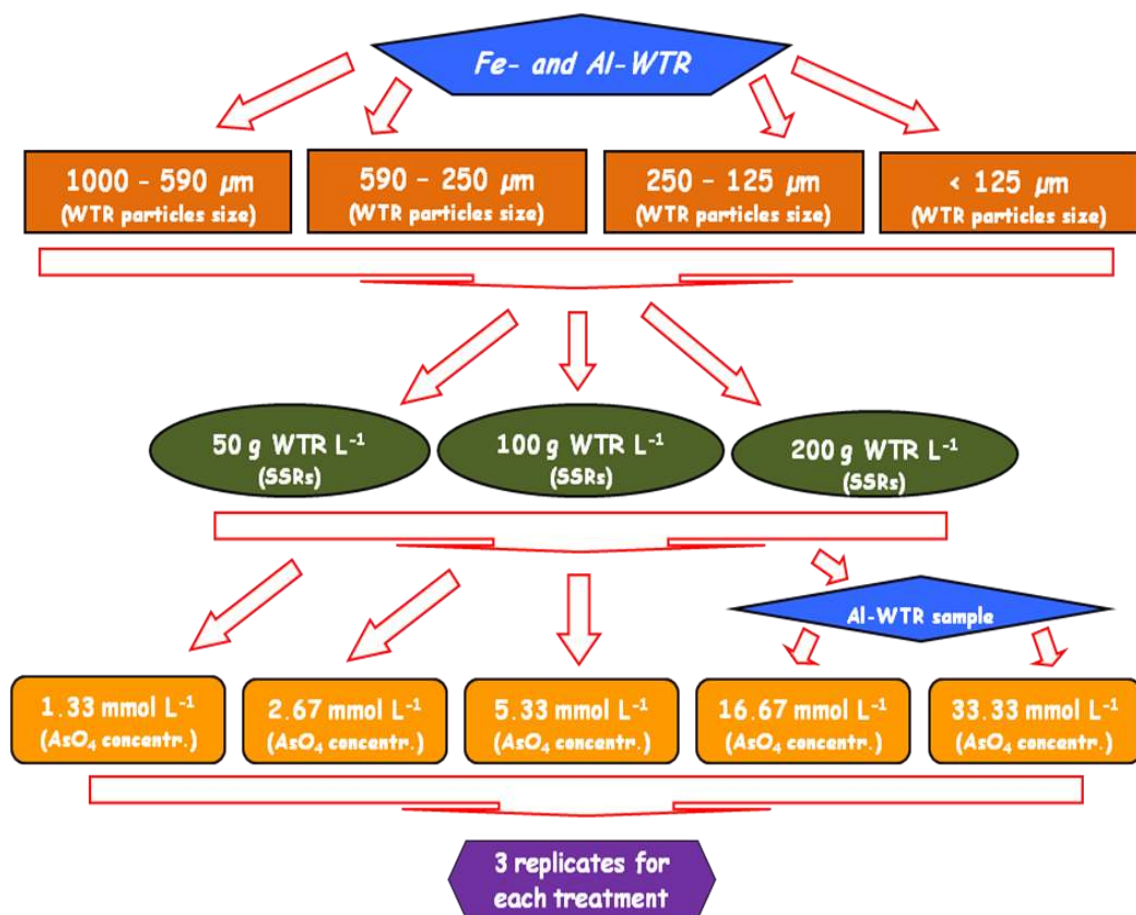 Fe- and Al-WTR
1000 – 590 µm
(WTR particles size)
590 – 250 µm
(WTR particles size)
250 – 125 µm
(WTR particles size)
< 125 µm
(WTR particles size)
50 g WTR L⁻¹
(SSRs)
100 g WTR L⁻¹
(SSRs)
200 g WTR L⁻¹
(SSRs)
Al-WTR sample
1.33 mmol L⁻¹
(AsO₄ concentr.)
2.67 mmol L⁻¹
(AsO₄ concentr.)
5.33 mmol L⁻¹
(AsO₄ concentr.)
16.67 mmol L⁻¹
(AsO₄ concentr.)
33.33 mmol L⁻¹
(AsO₄ concentr.)
3 replicates for
each treatment